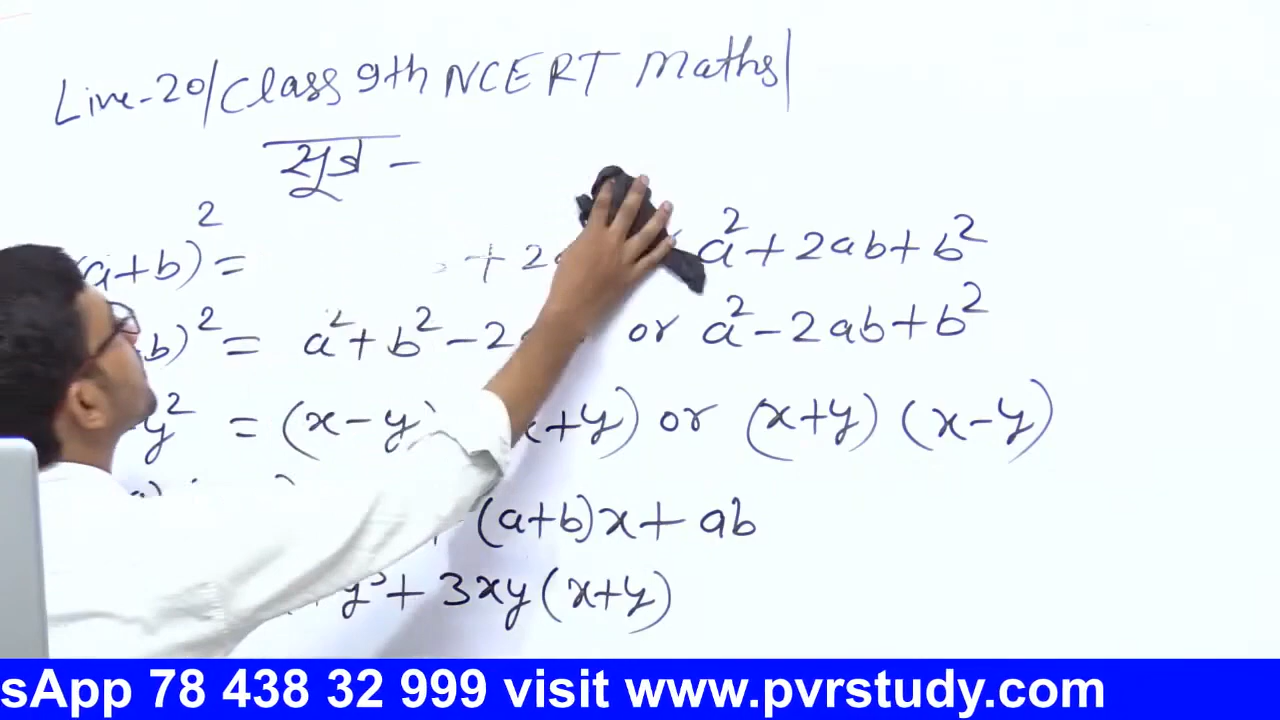 Live-20/Class 9th NCERT Maths|
सूत्र -
(a+b)² = + 2 a² + 2ab + b²
b)² = a² + b² - 2 or a² - 2ab + b²
y² = (x-y) x+y) or (x+y) (x-y)
(a+b)x + ab
y³ + 3xy(x+y)
sApp 78 438 32 999 visit www.pvrstudy.com